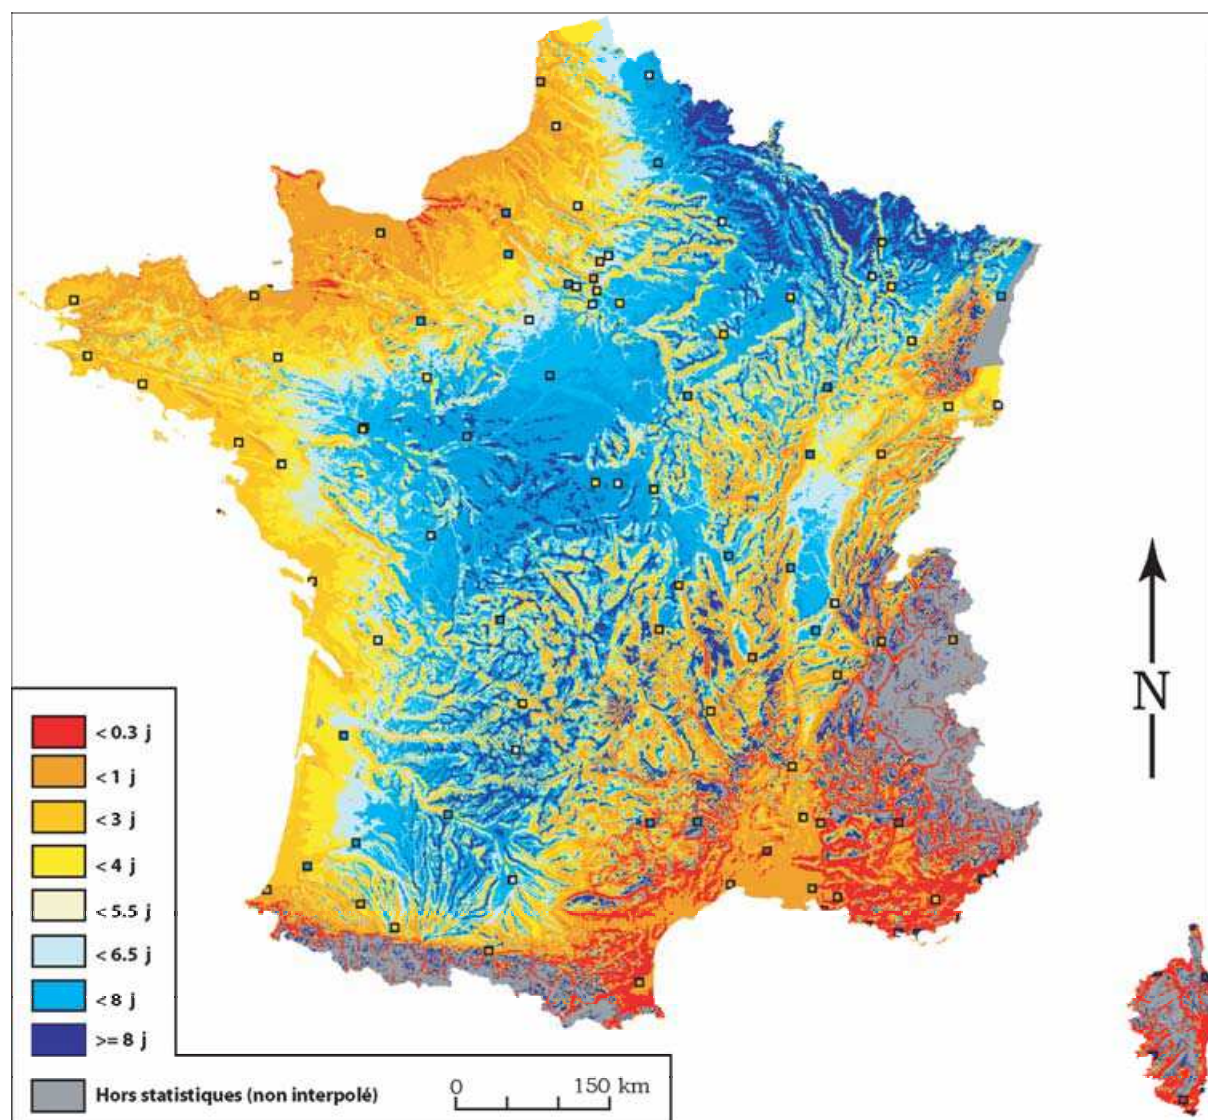 < 0.3 j
< 1 j
< 3 j
< 4 j
< 5.5 j
< 6.5 j
< 8 j
>= 8 j
Hors statistiques (non interpolé)
0 150 km
N